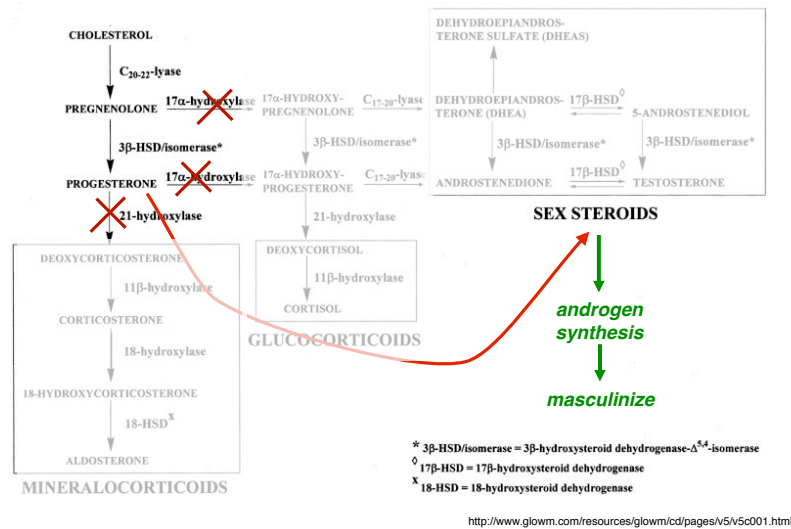 CHOLESTEROL
C20-22-lyase
PREGNENOLONE
17α-hydroxylase
17α-HYDROXY-
PREGNENOLONE
C17-20-lyase
DEHYDROEPIANDROS-
TERONE SULFATE (DHEAS)
DEHYDROEPIANDROS-
TERONE (DHEA)
17β-HSD◊
5-ANDROSTENEDIOL
3β-HSD/isomerase*
3β-HSD/isomerase*
3β-HSD/isomerase*
3β-HSD/isomerase*
PROGESTERONE
17α-hydroxylase
17α-HYDROXY-
PROGESTERONE
C17-20-lyase
ANDROSTENEDIONE
17β-HSD◊
TESTOSTERONE
SEX STEROIDS
21-hydroxylase
21-hydroxylase
DEOXYCORTICOSTERONE
11β-hydroxylase
CORTICOSTERONE
18-hydroxylase
18-HYDROXYCORTICOSTERONE
18-HSDx
ALDOSTERONE
MINERALOCORTICOIDS
DEOXYCORTISOL
11β-hydroxylase
CORTISOL
GLUCOCORTICOIDS
androgen
synthesis
masculinize
* 3β-HSD/isomerase = 3β-hydroxysteroid dehydrogenase-Δ5,4-isomerase
◊ 17β-HSD = 17β-hydroxysteroid dehydrogenase
x 18-HSD = 18-hydroxysteroid dehydrogenase
http://www.glowm.com/resources/glowm/cd/pages/v5/v5c001.html